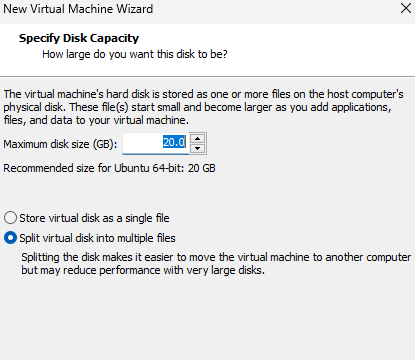 New Virtual Machine Wizard
Specify Disk Capacity
How large do you want this disk to be?
The virtual machine's hard disk is stored as one or more files on the host computer's
physical disk. These file(s) start small and become larger as you add applications,
files, and data to your virtual machine.
Maximum disk size (GB): 20.0
Recommended size for Ubuntu 64-bit: 20 GB
Store virtual disk as a single file
Split virtual disk into multiple files
Splitting the disk makes it easier to move the virtual machine to another computer
but may reduce performance with very large disks.